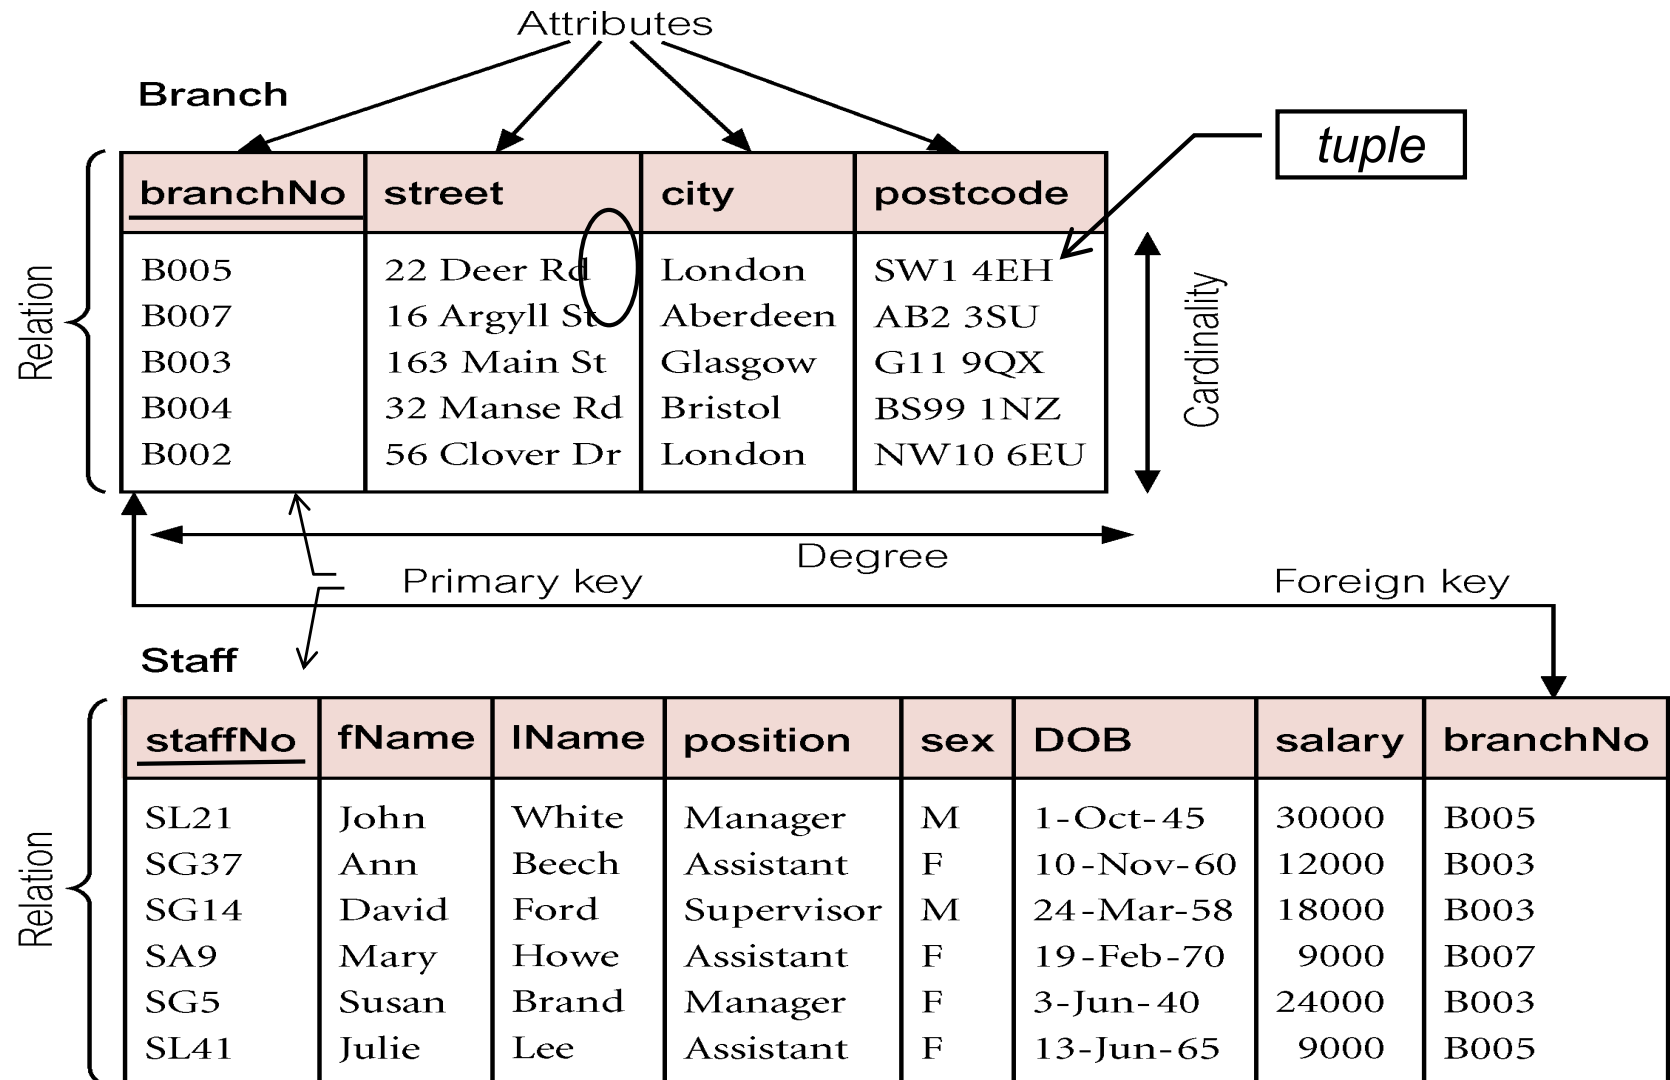 Attributes
Branch
tuple
branchNo street city postcode
B005 22 Deer Rd London SW1 4EH
B007 16 Argyll St Aberdeen AB2 3SU
B003 163 Main St Glasgow G11 9QX
B004 32 Manse Rd Bristol BS99 1NZ
B002 56 Clover Dr London NW10 6EU
Relation
Cardinality
Degree
Primary key
Foreign key
Staff
staffNo fName lName position sex DOB salary branchNo
SL21 John White Manager M 1-Oct-45 30000 B005
SG37 Ann Beech Assistant F 10-Nov-60 12000 B003
SG14 David Ford Supervisor M 24-Mar-58 18000 B003
SA9 Mary Howe Assistant F 19-Feb-70 9000 B007
SG5 Susan Brand Manager F 3-Jun-40 24000 B003
SL41 Julie Lee Assistant F 13-Jun-65 9000 B005
Relation